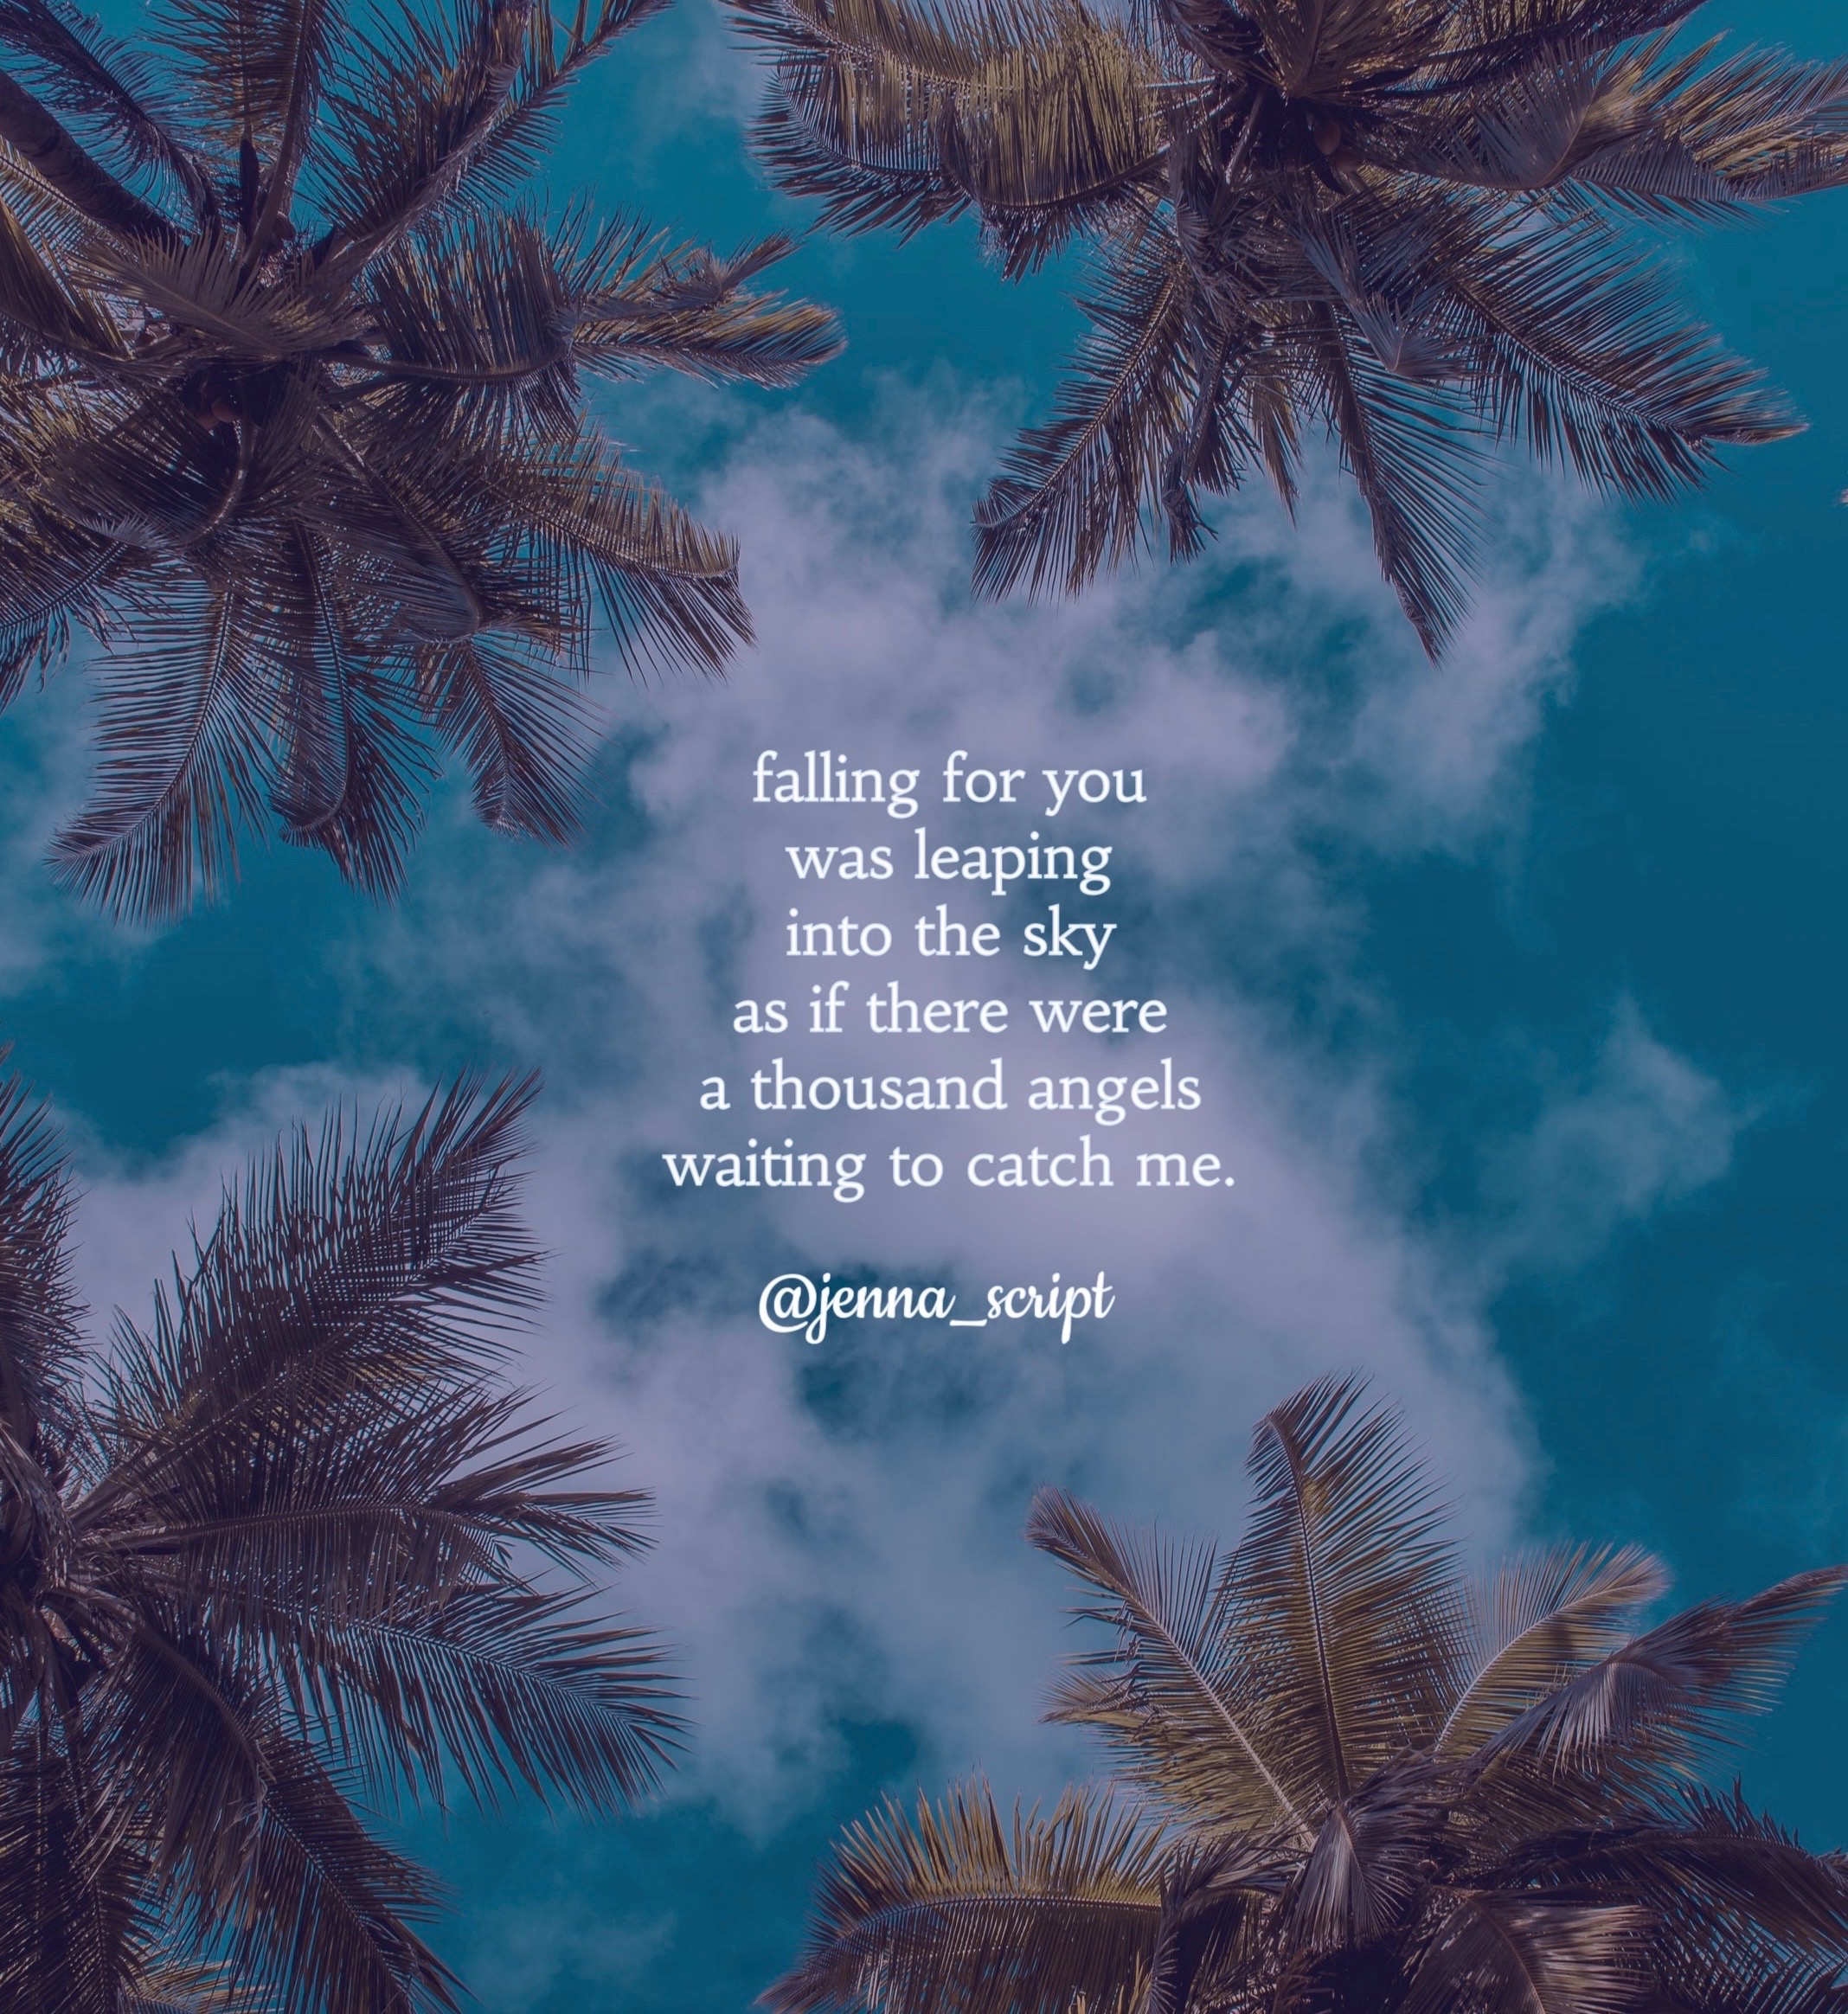 falling for you
was leaping
into the sky
as if there were
a thousand angels
waiting to catch me.
@jenna_script